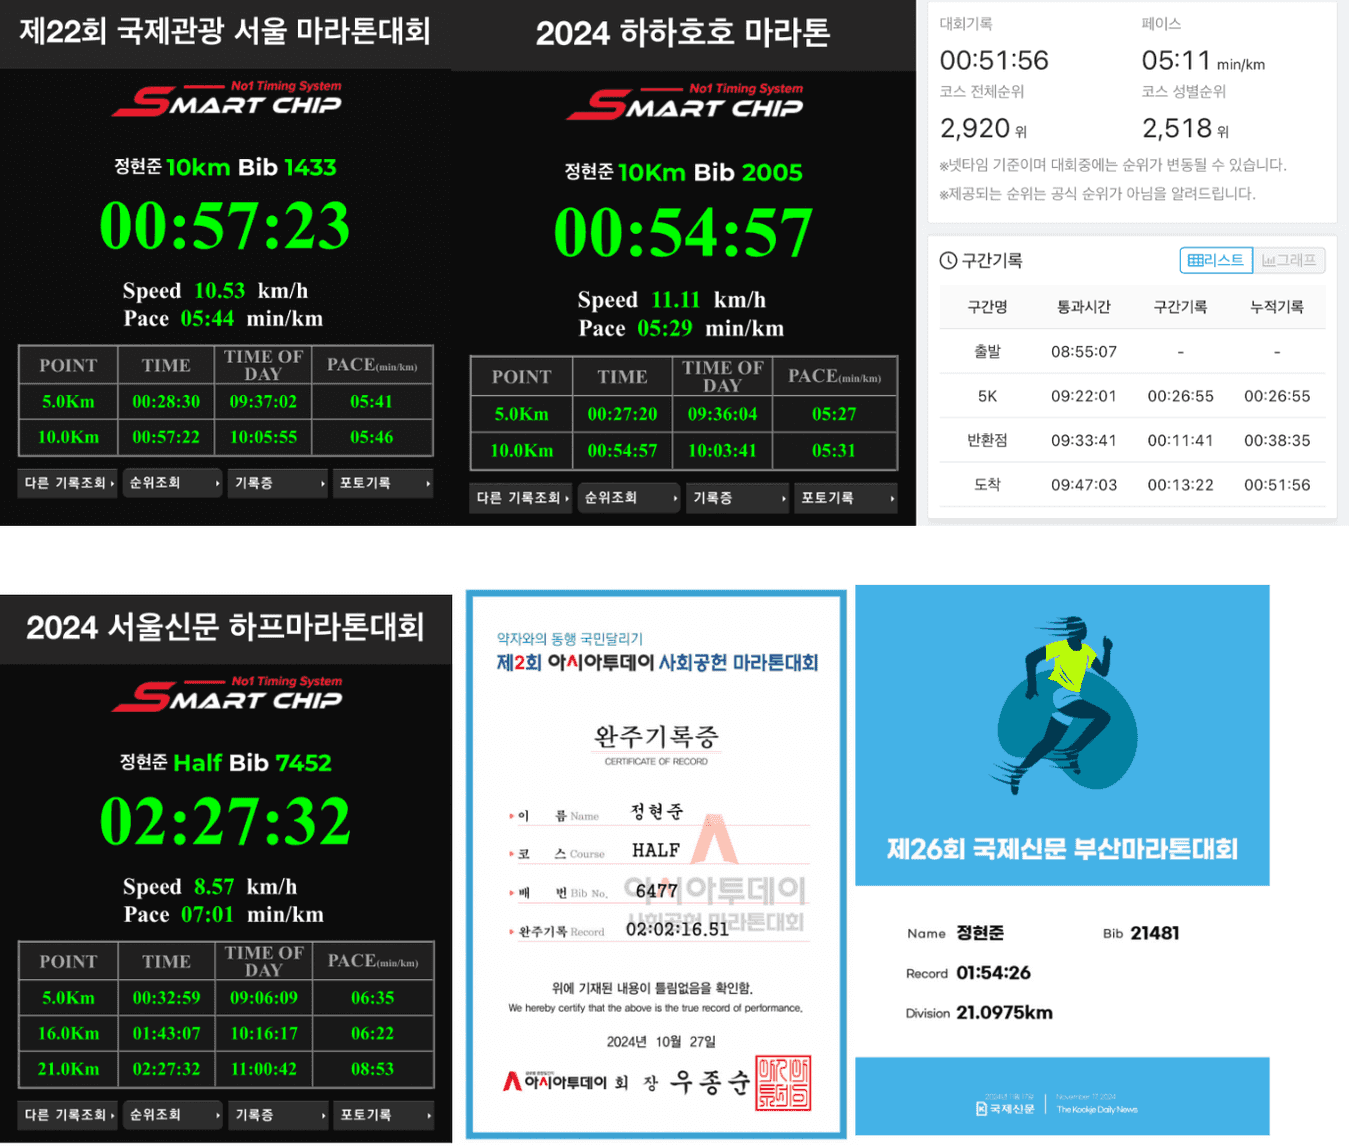 제22회 국제관광 서울 마라톤대회
No1 Timing System
SMART CHIP
정현준 10km Bib 1433
00:57:23
Speed 10.53 km/h
Pace 05:44 min/km
POINT TIME TIME OF DAY PACE(min/km)
5.0Km 00:28:30 09:37:02 05:41
10.0Km 00:57:22 10:05:55 05:46
다른 기록조회 순위조회 기록증 포토기록
2024 하하호호 마라톤
No1 Timing System
SMART CHIP
정현준 10Km Bib 2005
00:54:57
Speed 11.11 km/h
Pace 05:29 min/km
POINT TIME TIME OF DAY PACE(min/km)
5.0Km 00:27:20 09:36:04 05:27
10.0Km 00:54:57 10:03:41 05:31
다른 기록조회 순위조회 기록증 포토기록
대회기록 페이스
00:51:56 05:11 min/km
코스 전체순위 코스 성별순위
2,920 위 2,518 위
※넷타임 기준이며 대회중에는 순위가 변동될 수 있습니다.
※제공되는 순위는 공식 순위가 아님을 알려드립니다.
구간기록 리스트 그래프
구간명 통과시간 구간기록 누적기록
출발 08:55:07 - -
5K 09:22:01 00:26:55 00:26:55
반환점 09:33:41 00:11:41 00:38:35
도착 09:47:03 00:13:22 00:51:56
2024 서울신문 하프마라톤대회
No1 Timing System
SMART CHIP
정현준 Half Bib 7452
02:27:32
Speed 8.57 km/h
Pace 07:01 min/km
POINT TIME TIME OF DAY PACE(min/km)
5.0Km 00:32:59 09:06:09 06:35
16.0Km 01:43:07 10:16:17 06:22
21.0Km 02:27:32 11:00:42 08:53
다른 기록조회 순위조회 기록증 포토기록
약자와의 동행 국민달리기
제2회 아시아투데이 사회공헌 마라톤대회
완주기록증
CERTIFICATE OF RECORD
이 름 Name 정현준
코 스 Course HALF
배 번 Bib No. 6477
아시아투데이
사회공헌 마라톤대회
완주기록 Record 02:02:16.51
위에 기재된 내용이 틀림없음을 확인함.
We hereby certify that the above is the true record of performance.
2024년 10월 27일
아시아투데이 회 장 우 종 순
제26회 국제신문 부산마라톤대회
Name 정현준 Bib 21481
Record 01:54:26
Division 21.0975km
국제신문
November 17 2024
The Kookje Daily News